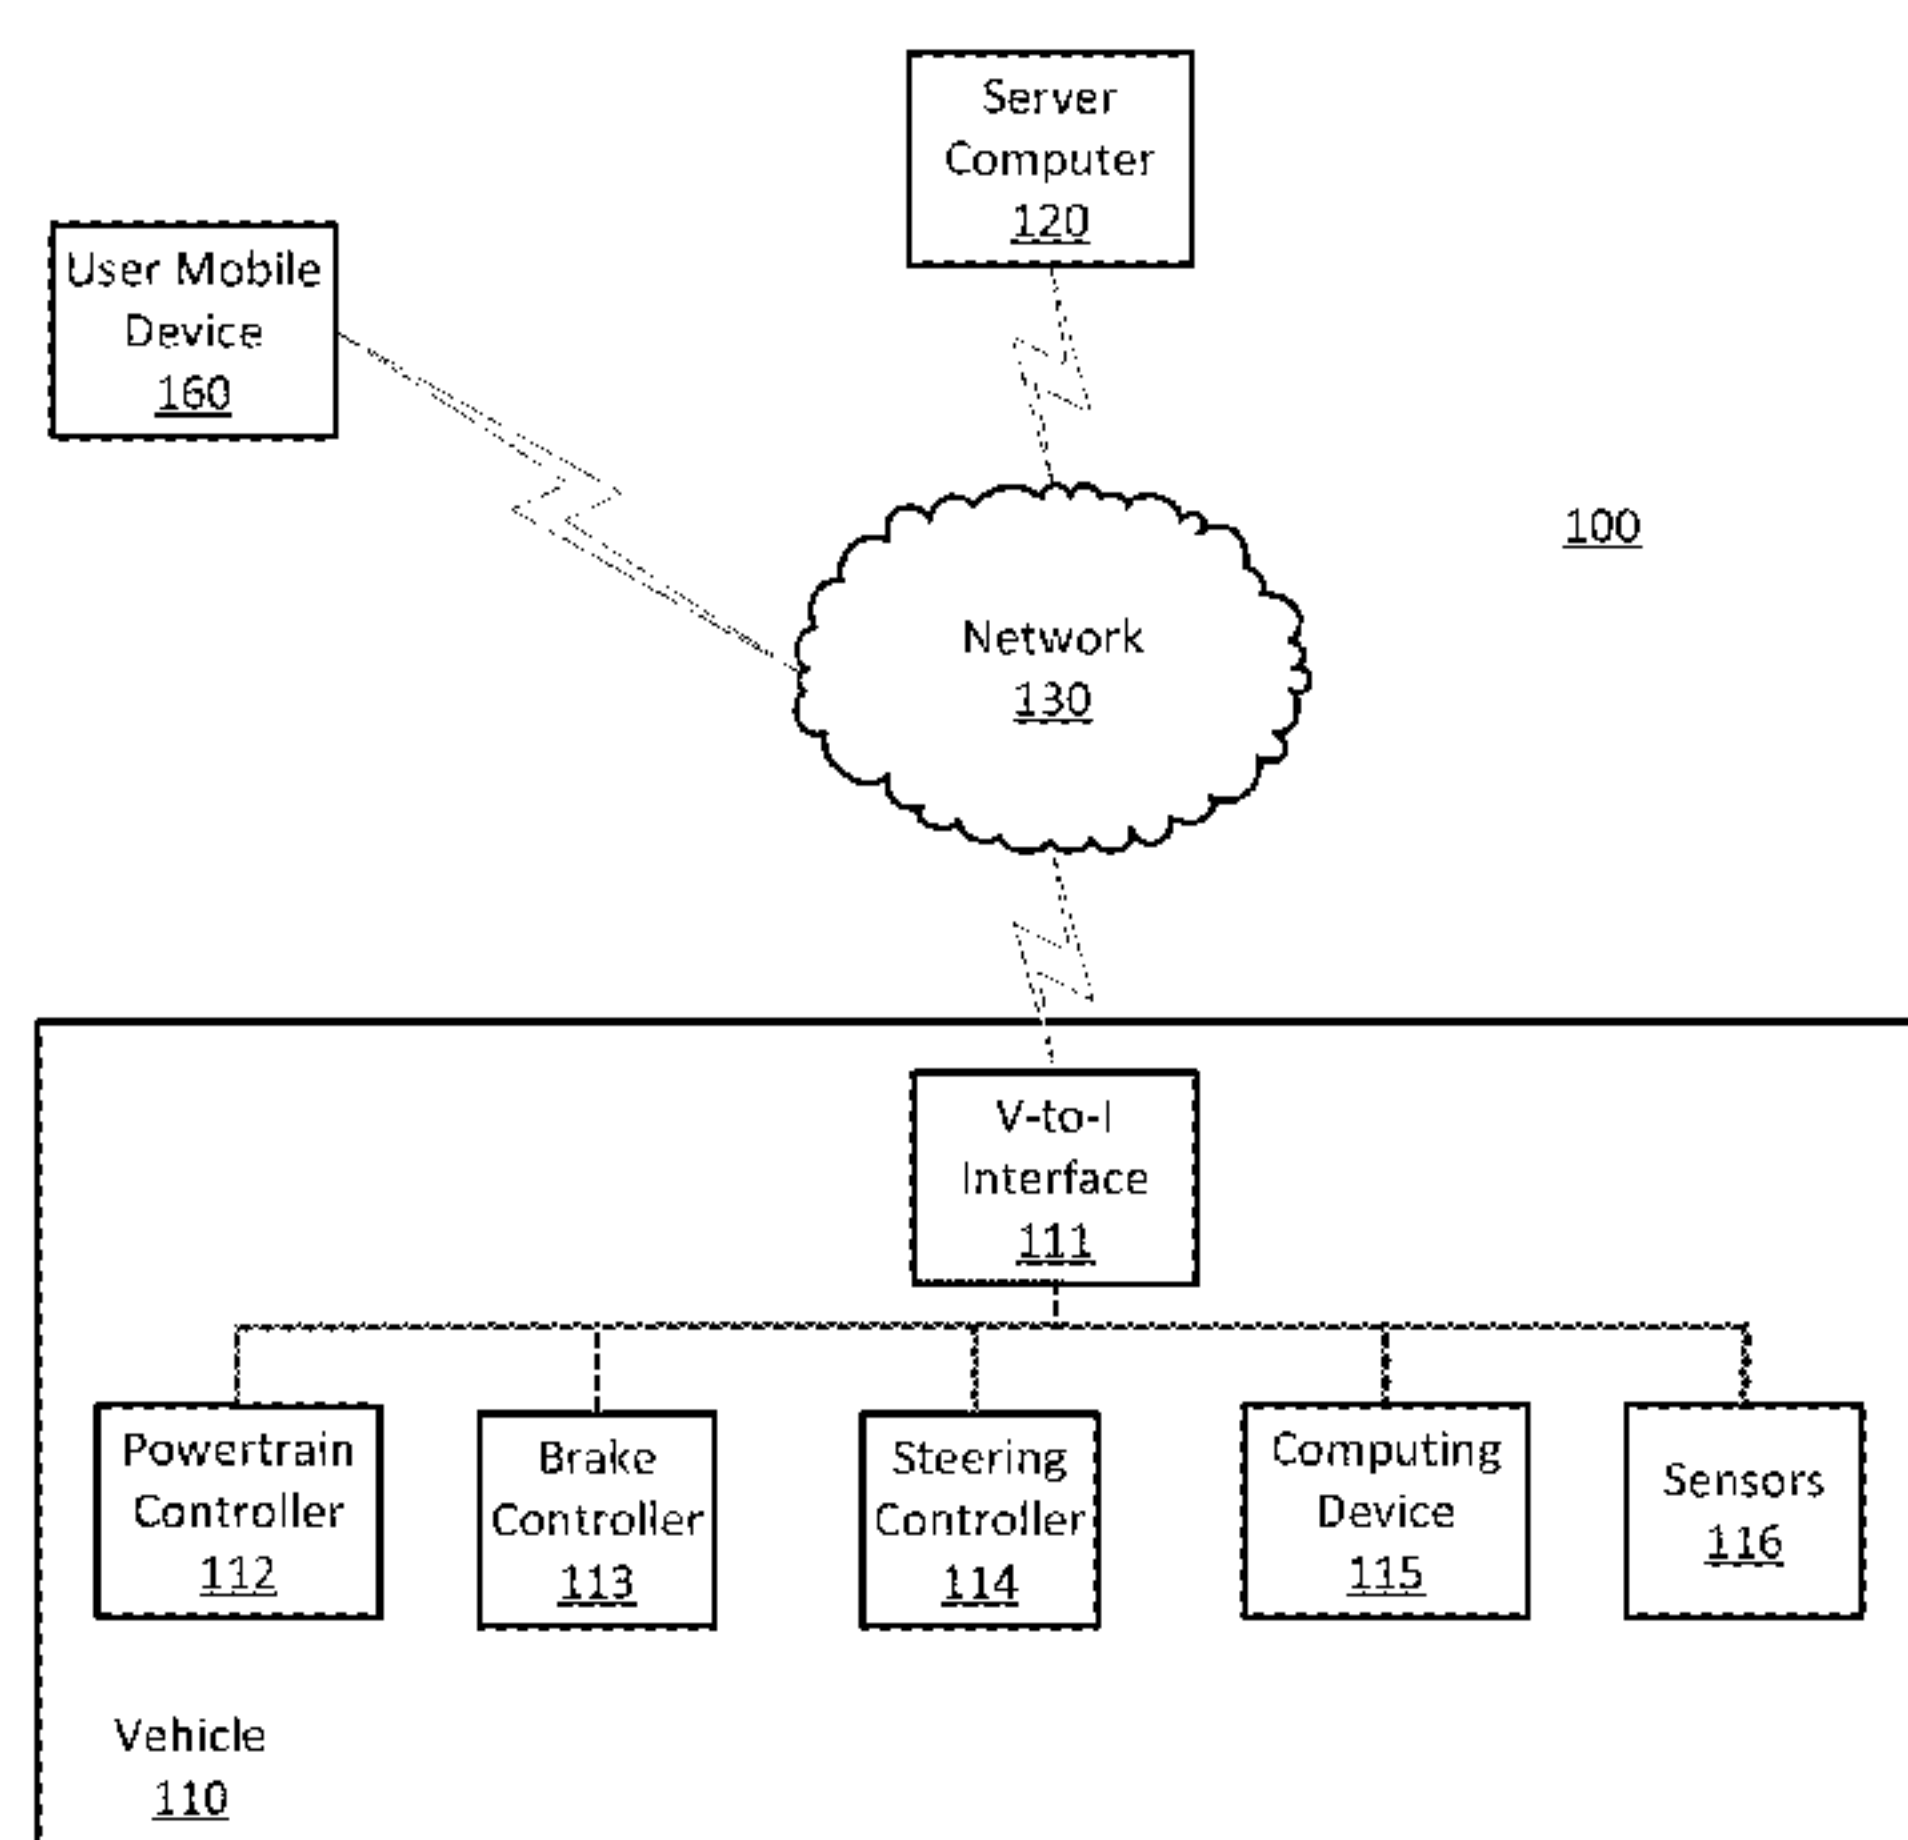 Server
Computer
120
User Mobile
Device
160
100
Network
130
V-to-I
Interface
111
Powertrain
Controller
112
Brake
Controller
113
Steering
Controller
114
Computing
Device
115
Sensors
116
Vehicle
110